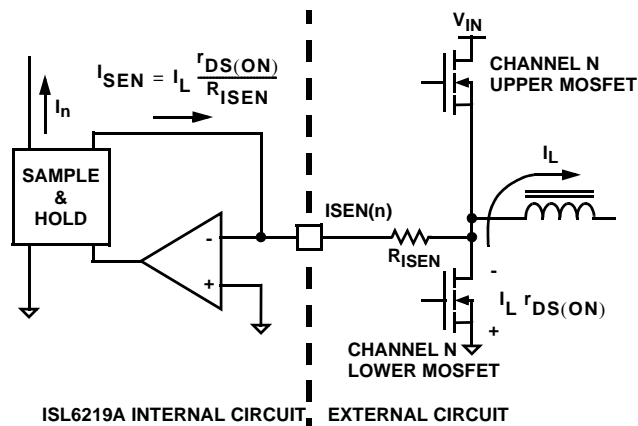 V_IN
CHANNEL N
UPPER MOSFET
I_SEN = I_L r_DS(ON) / R_ISEN
I_n
SAMPLE
&
HOLD
I_L
ISEN(n)
-
+
R_ISEN
-
I_L r_DS(ON)
+
CHANNEL N
LOWER MOSFET
ISL6219A INTERNAL CIRCUIT
EXTERNAL CIRCUIT